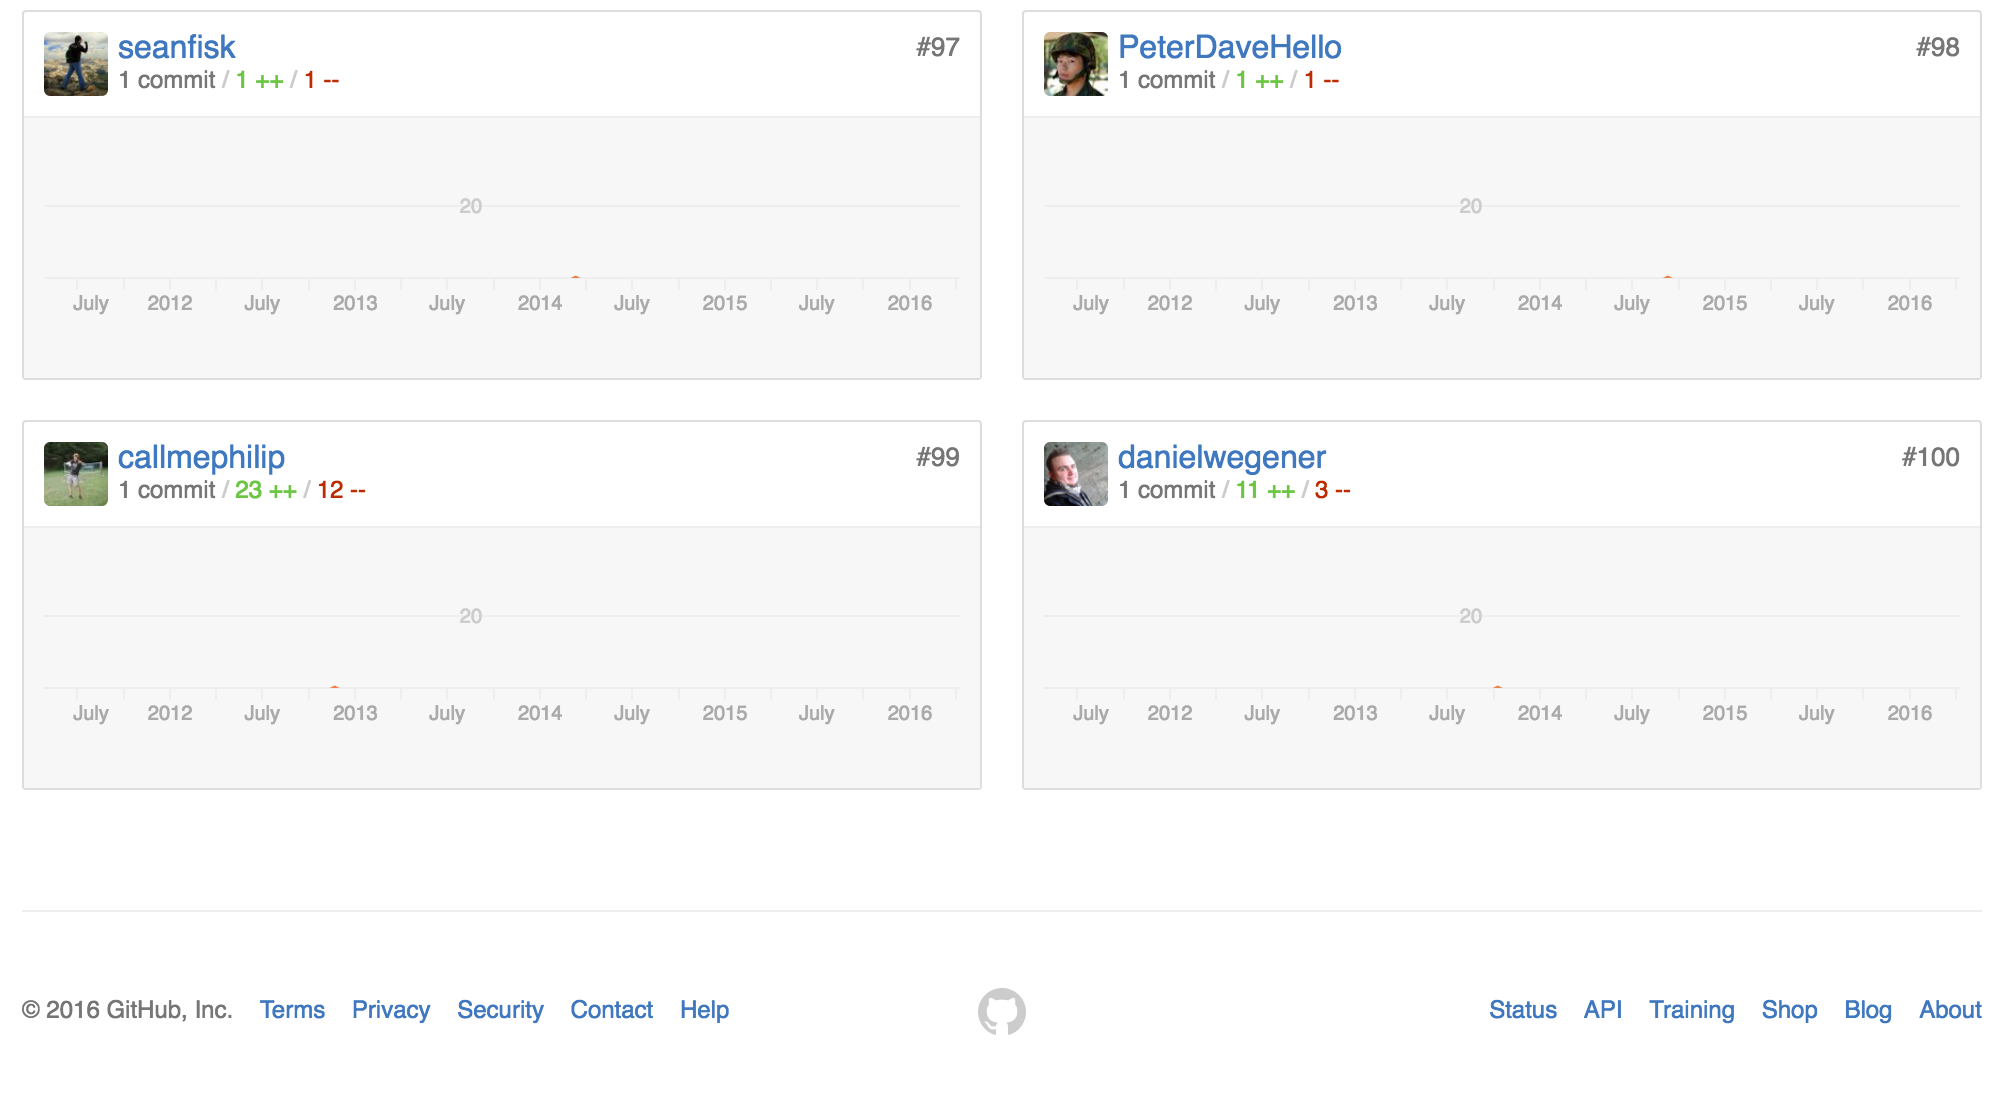 seanfisk #97
1 commit / 1 ++ / 1 --
20
July 2012 July 2013 July 2014 July 2015 July 2016
PeterDaveHello #98
1 commit / 1 ++ / 1 --
20
July 2012 July 2013 July 2014 July 2015 July 2016
callmephilip #99
1 commit / 23 ++ / 12 --
20
July 2012 July 2013 July 2014 July 2015 July 2016
danielwegener #100
1 commit / 11 ++ / 3 --
20
July 2012 July 2013 July 2014 July 2015 July 2016
© 2016 GitHub, Inc. Terms Privacy Security Contact Help Status API Training Shop Blog About